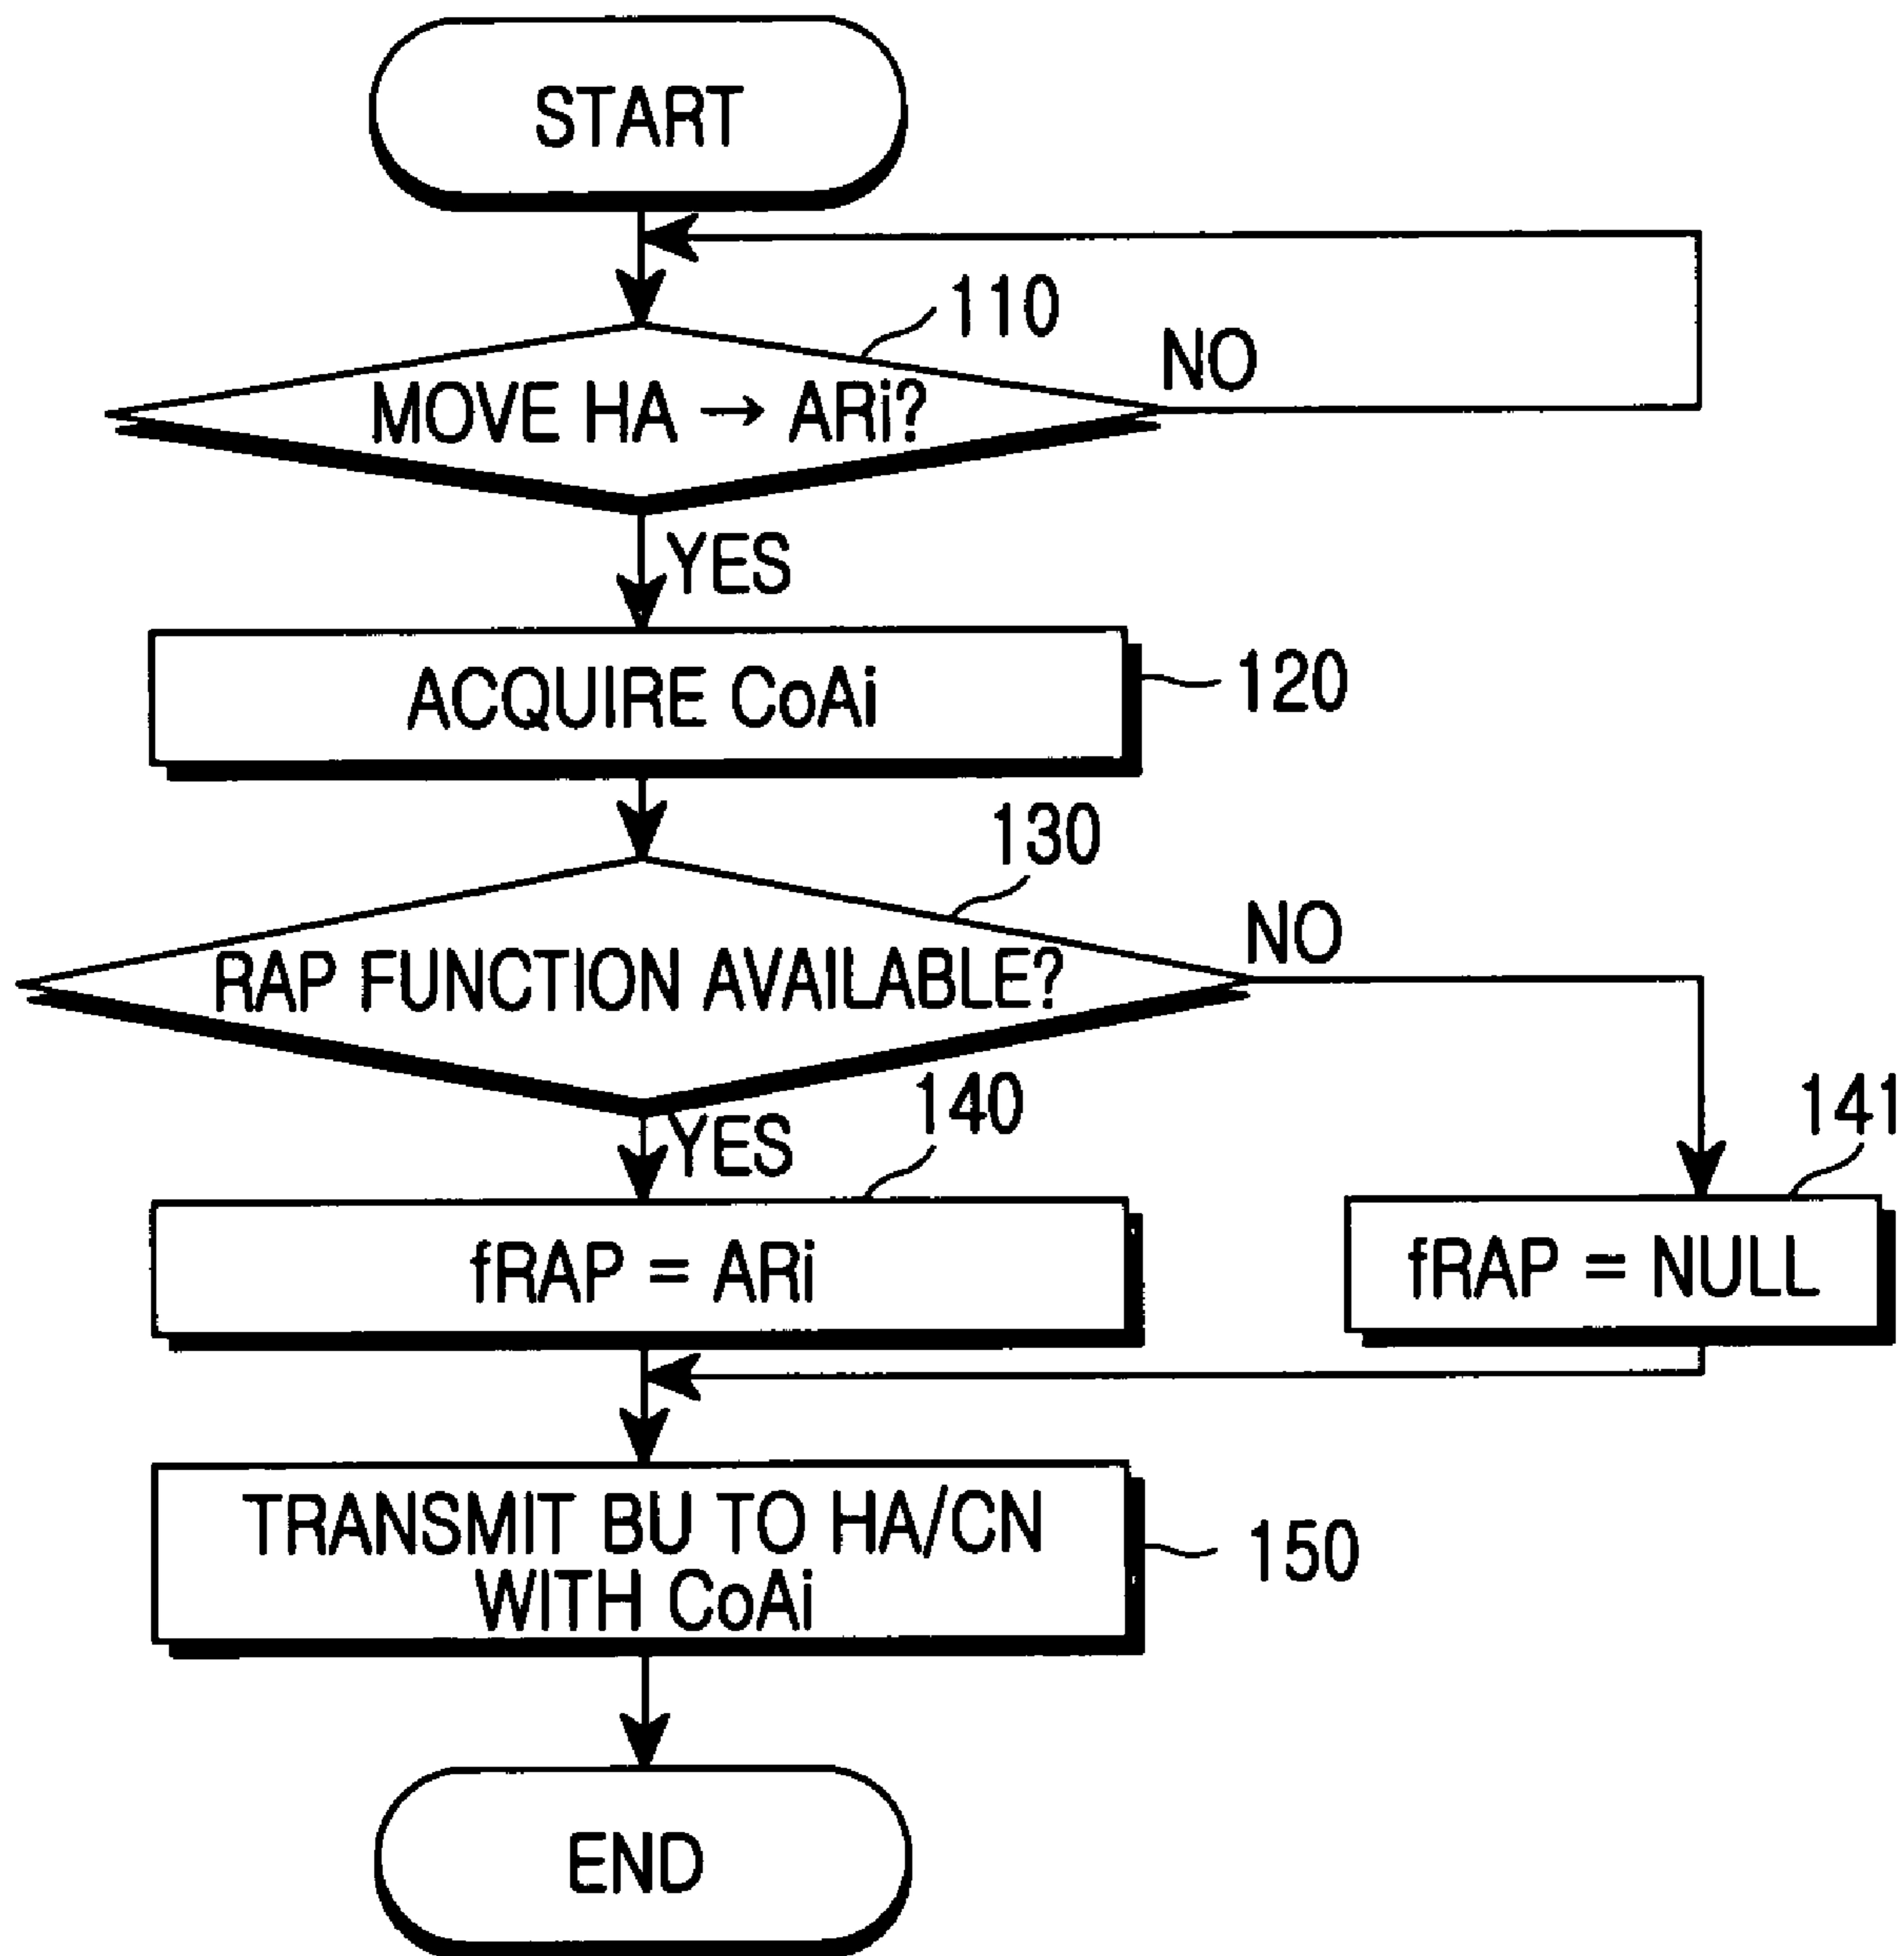 START
110
NO
MOVE HA → ARi?
YES
ACQUIRE CoAi
120
130
NO
RAP FUNCTION AVAILABLE?
YES
140
141
fRAP = ARi
fRAP = NULL
TRANSMIT BU TO HA/CN
WITH CoAi
150
END